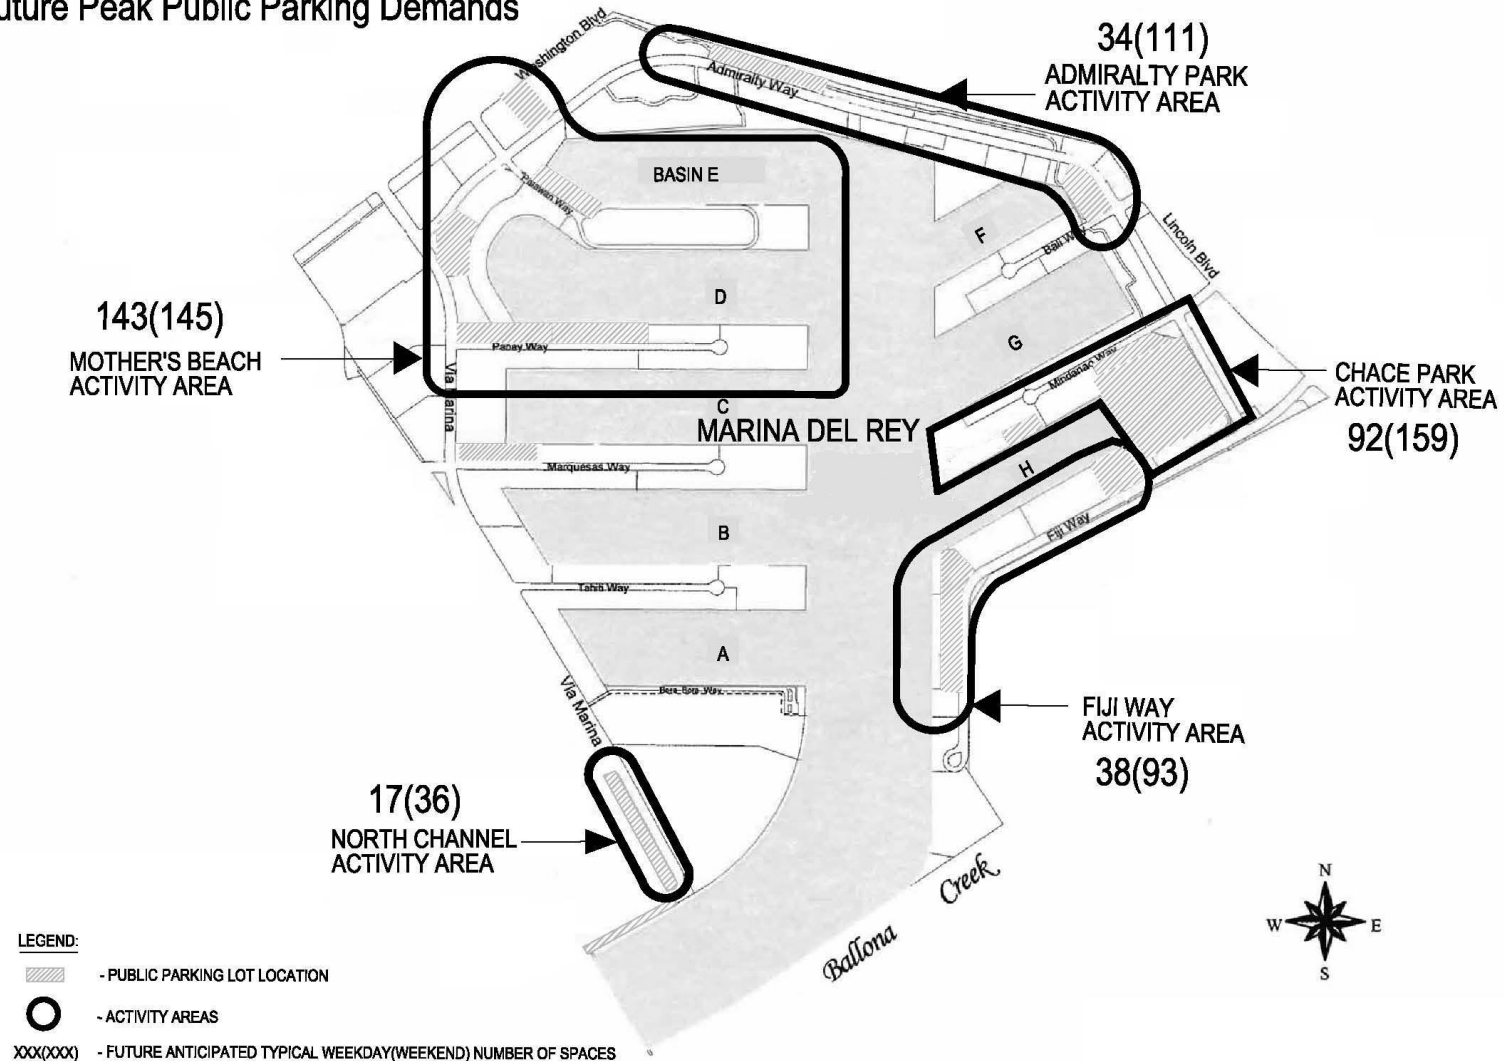 uture Peak Public Parking Demands
Washington Blvd
34(111)
ADMIRALTY PARK
ACTIVITY AREA
Admiralty Way
BASIN E
Panay Way
F
Bali Way
Lincoln Blvd
143(145)
MOTHER'S BEACH
ACTIVITY AREA
D
Via Marina
G
Mindanao Way
CHACE PARK
ACTIVITY AREA
92(159)
C
MARINA DEL REY
Marquesas Way
H
B
Fiji Way
Tahiti Way
A
Bora Bora Way
Via Marina
FIJI WAY
ACTIVITY AREA
38(93)
17(36)
NORTH CHANNEL
ACTIVITY AREA
Ballona Creek
N
W E
S
LEGEND:
- PUBLIC PARKING LOT LOCATION
- ACTIVITY AREAS
XXX(XXX) - FUTURE ANTICIPATED TYPICAL WEEKDAY(WEEKEND) NUMBER OF SPACES